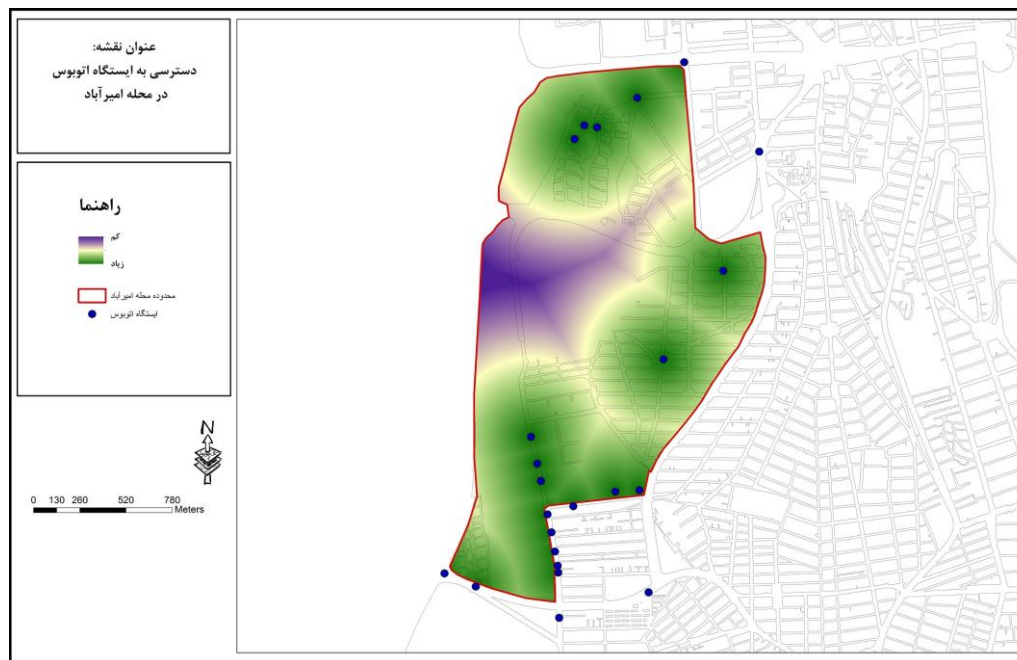 عنوان نقشه:
دسترسی به ایستگاه اتوبوس
در محله امیرآباد
راهنما
کم
زیاد
محدوده محله امیرآباد
ایستگاه اتوبوس
N
0 130 260 520 780
Meters